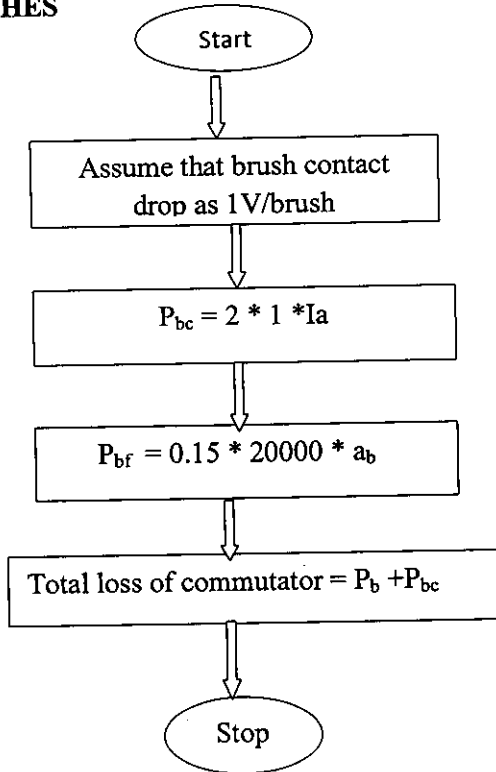 HES
Start
Assume that brush contact
drop as 1V/brush
P_bc = 2 * 1 *Ia
P_bf = 0.15 * 20000 * a_b
Total loss of commutator = P_b +P_bc
Stop